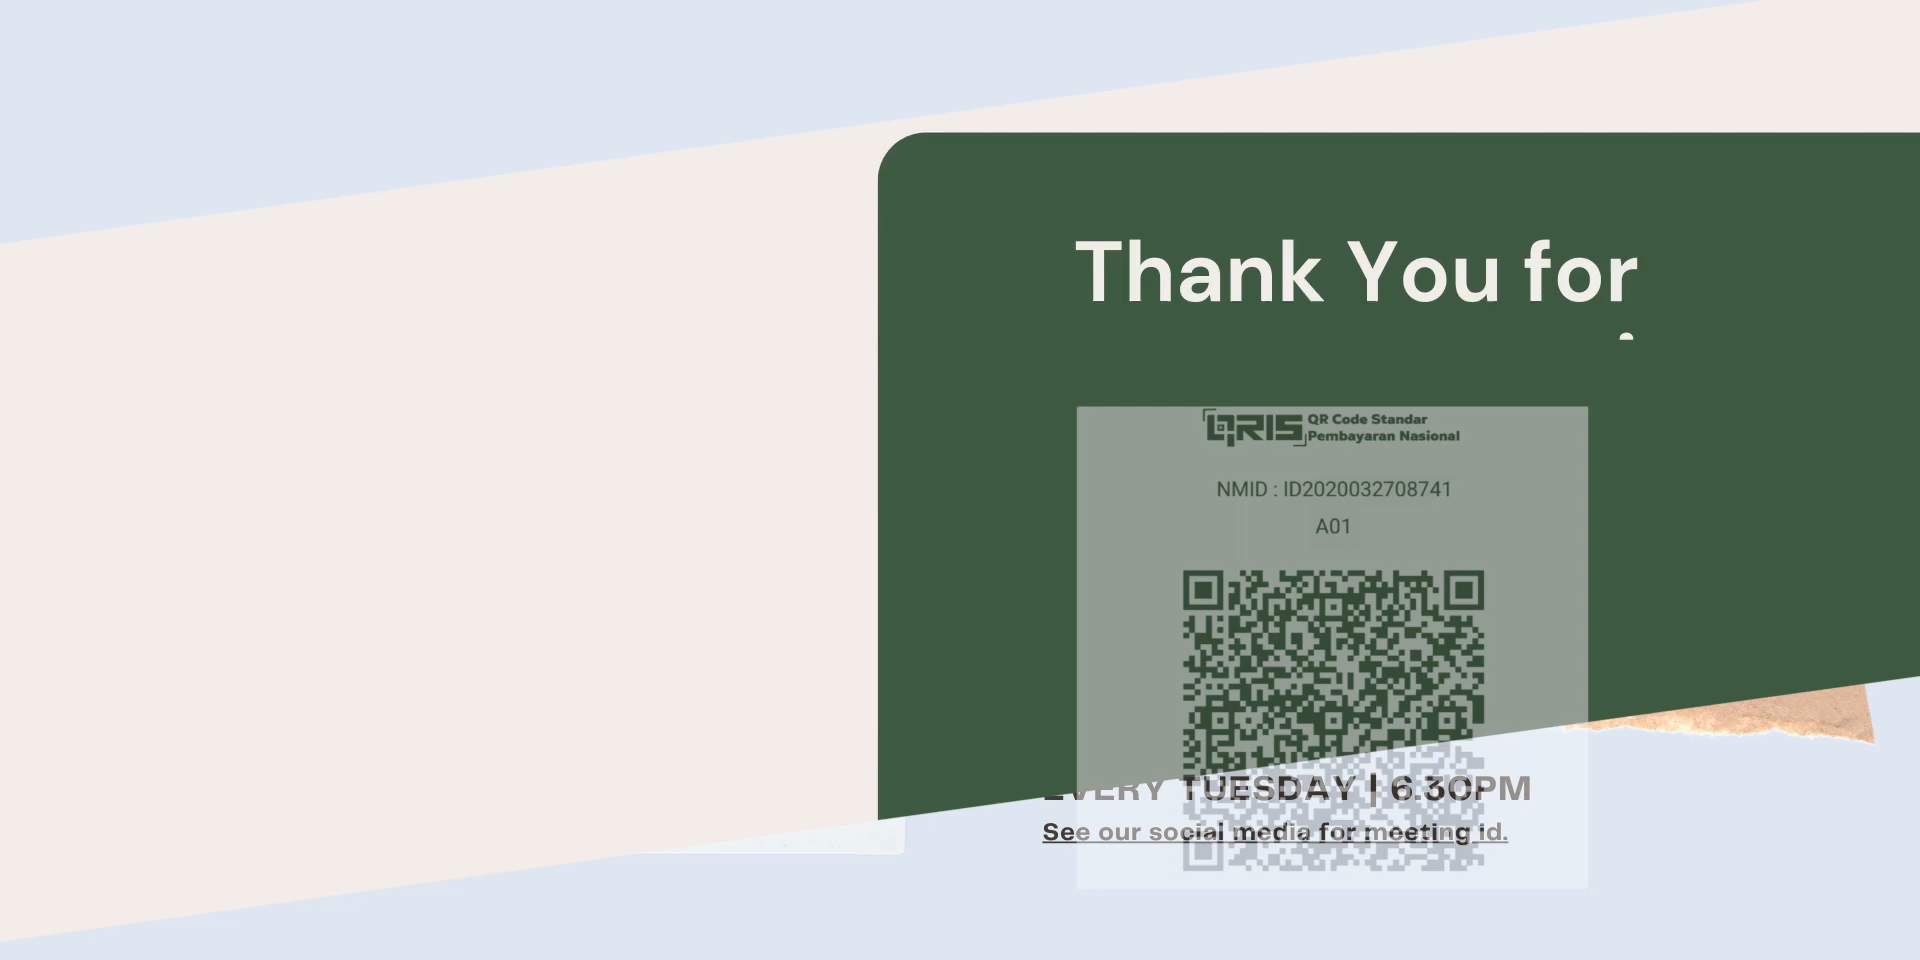 Thank You for
QRIS QR Code Standar
Pembayaran Nasional
NMID : ID2020032708741
A01
EVERY TUESDAY | 6.30PM
See our social media for meeting id.